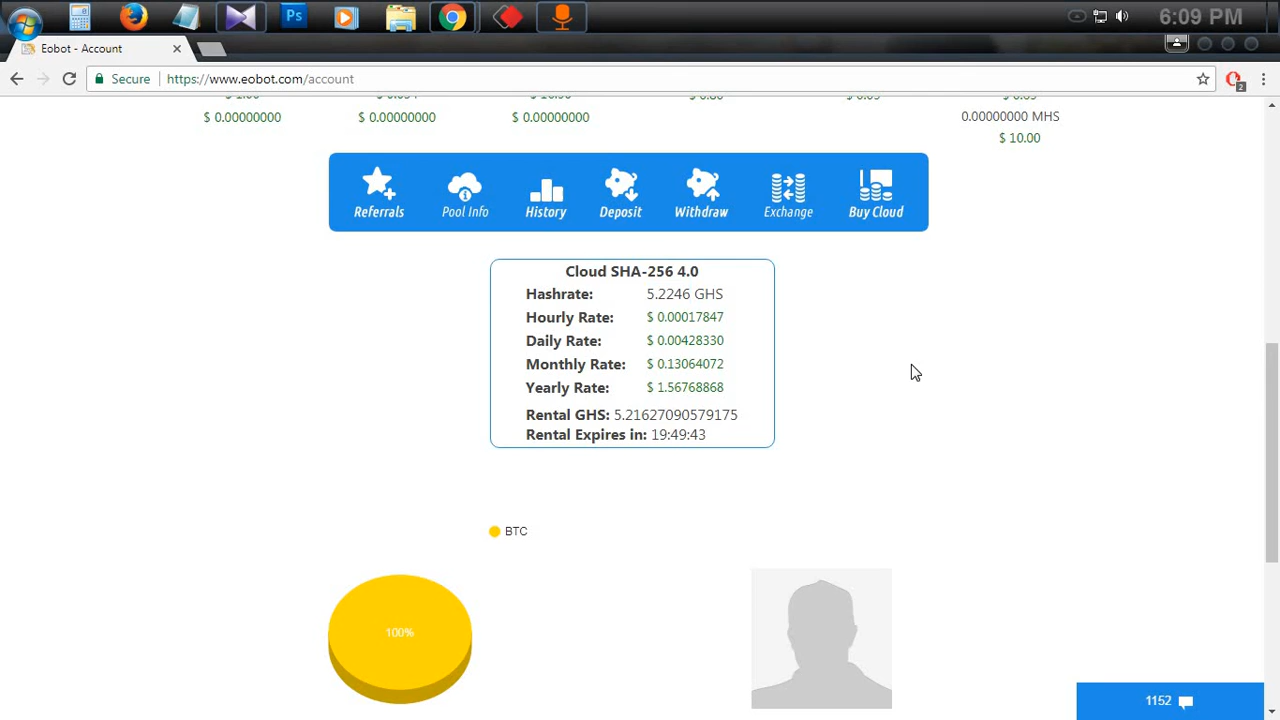 Ps
6:09 PM
Eobot - Account
Secure https://www.eobot.com/account
2
0.00000000 MHS
$ 0.00000000 $ 0.00000000 $ 0.00000000
$ 10.00
Referrals Pool Info History Deposit Withdraw Exchange Buy Cloud
Cloud SHA-256 4.0
Hashrate: 5.2246 GHS
Hourly Rate: $ 0.00017847
Daily Rate: $ 0.00428330
Monthly Rate: $ 0.13064072
Yearly Rate: $ 1.56768868
Rental GHS: 5.21627090579175
Rental Expires in: 19:49:43
BTC
100%
1152